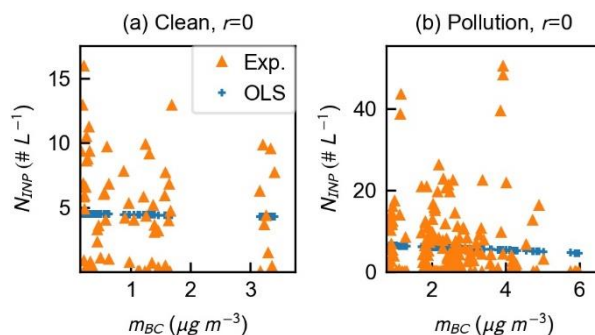 (a) Clean, r=0
(b) Pollution, r=0
N_INP (# L⁻¹)
15
10
5
Exp.
OLS
1
2
3
m_BC (μg m⁻³)
N_INP (# L⁻¹)
40
20
0
2
4
6
m_BC (μg m⁻³)